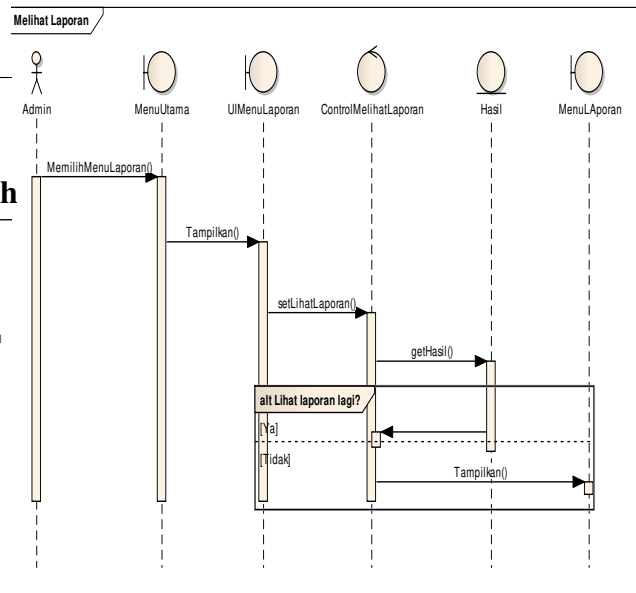 Melihat Laporan
Admin
MenuUtama
UIMenuLaporan
ControlMelihatLaporan
Hasil
MenuLAporan
MemilihMenuLaporan()
h
Tampilkan()
setLihatLaporan()
getHasil()
alt Lihat laporan lagi?
[Ya]
[Tidak]
Tampilkan()